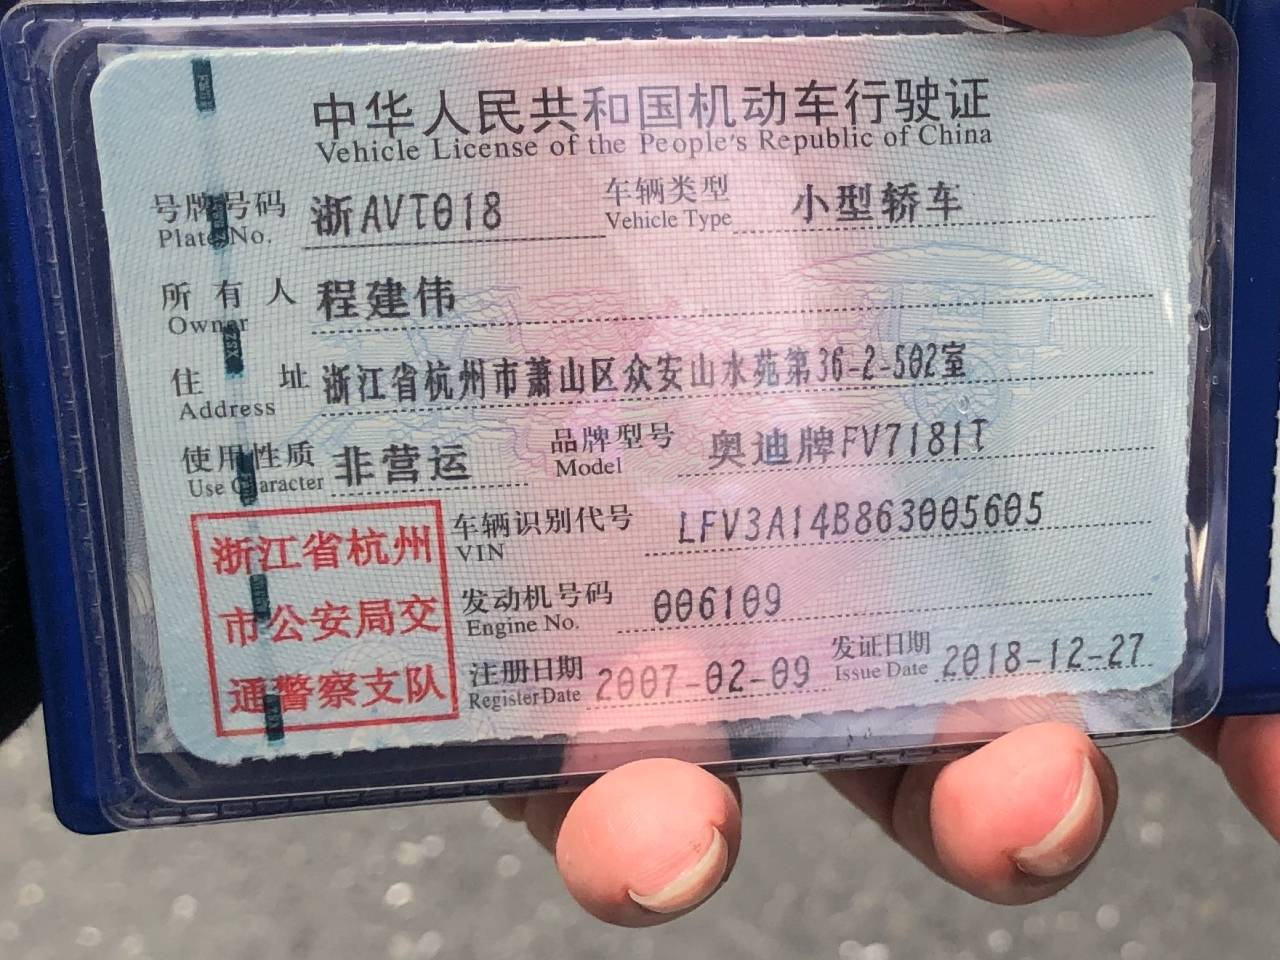 中华人民共和国机动车行驶证
Vehicle License of the People's Republic of China
号牌号码 浙AVT018 车辆类型 小型轿车
Plate No. Vehicle Type
所有人 程建伟
Owner
住址 浙江省杭州市萧山区众安山水苑第36-2-502室
Address
使用性质 非营运 品牌型号 奥迪牌FV7181T
Use Character Model
车辆识别代号 LFV3A14B863005605
VIN
发动机号码 006109
Engine No.
注册日期 2007-02-09 发证日期 2018-12-27
Register Date Issue Date
浙江省杭州
市公安局交
通警察支队